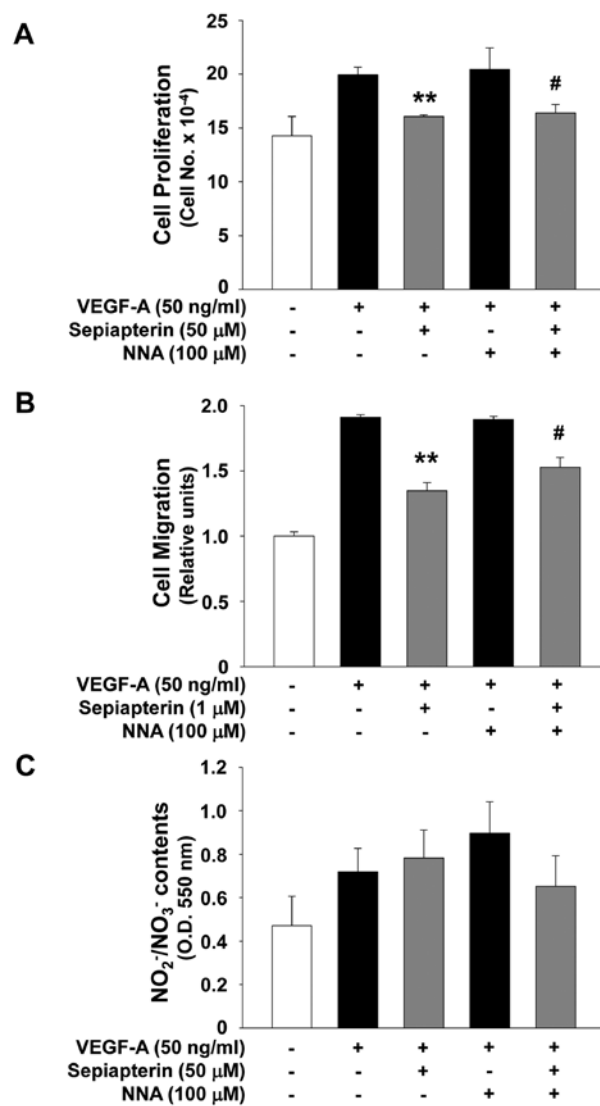 A
Cell Proliferation
(Cell No. x 10⁻⁴)
25
20
15
10
5
0
**
#
VEGF-A (50 ng/ml) - + + + +
Sepiapterin (50 μM) - - + - +
NNA (100 μM) - - - + +
B
Cell Migration
(Relative units)
2.0
1.5
1.0
0.5
0
**
#
VEGF-A (50 ng/ml) - + + + +
Sepiapterin (1 μM) - - + - +
NNA (100 μM) - - - + +
C
NO₂⁻/NO₃⁻ contents
(O.D. 550 nm)
1.2
1.0
0.8
0.6
0.4
0.2
0
VEGF-A (50 ng/ml) - + + + +
Sepiapterin (50 μM) - - + - +
NNA (100 μM) - - - + +